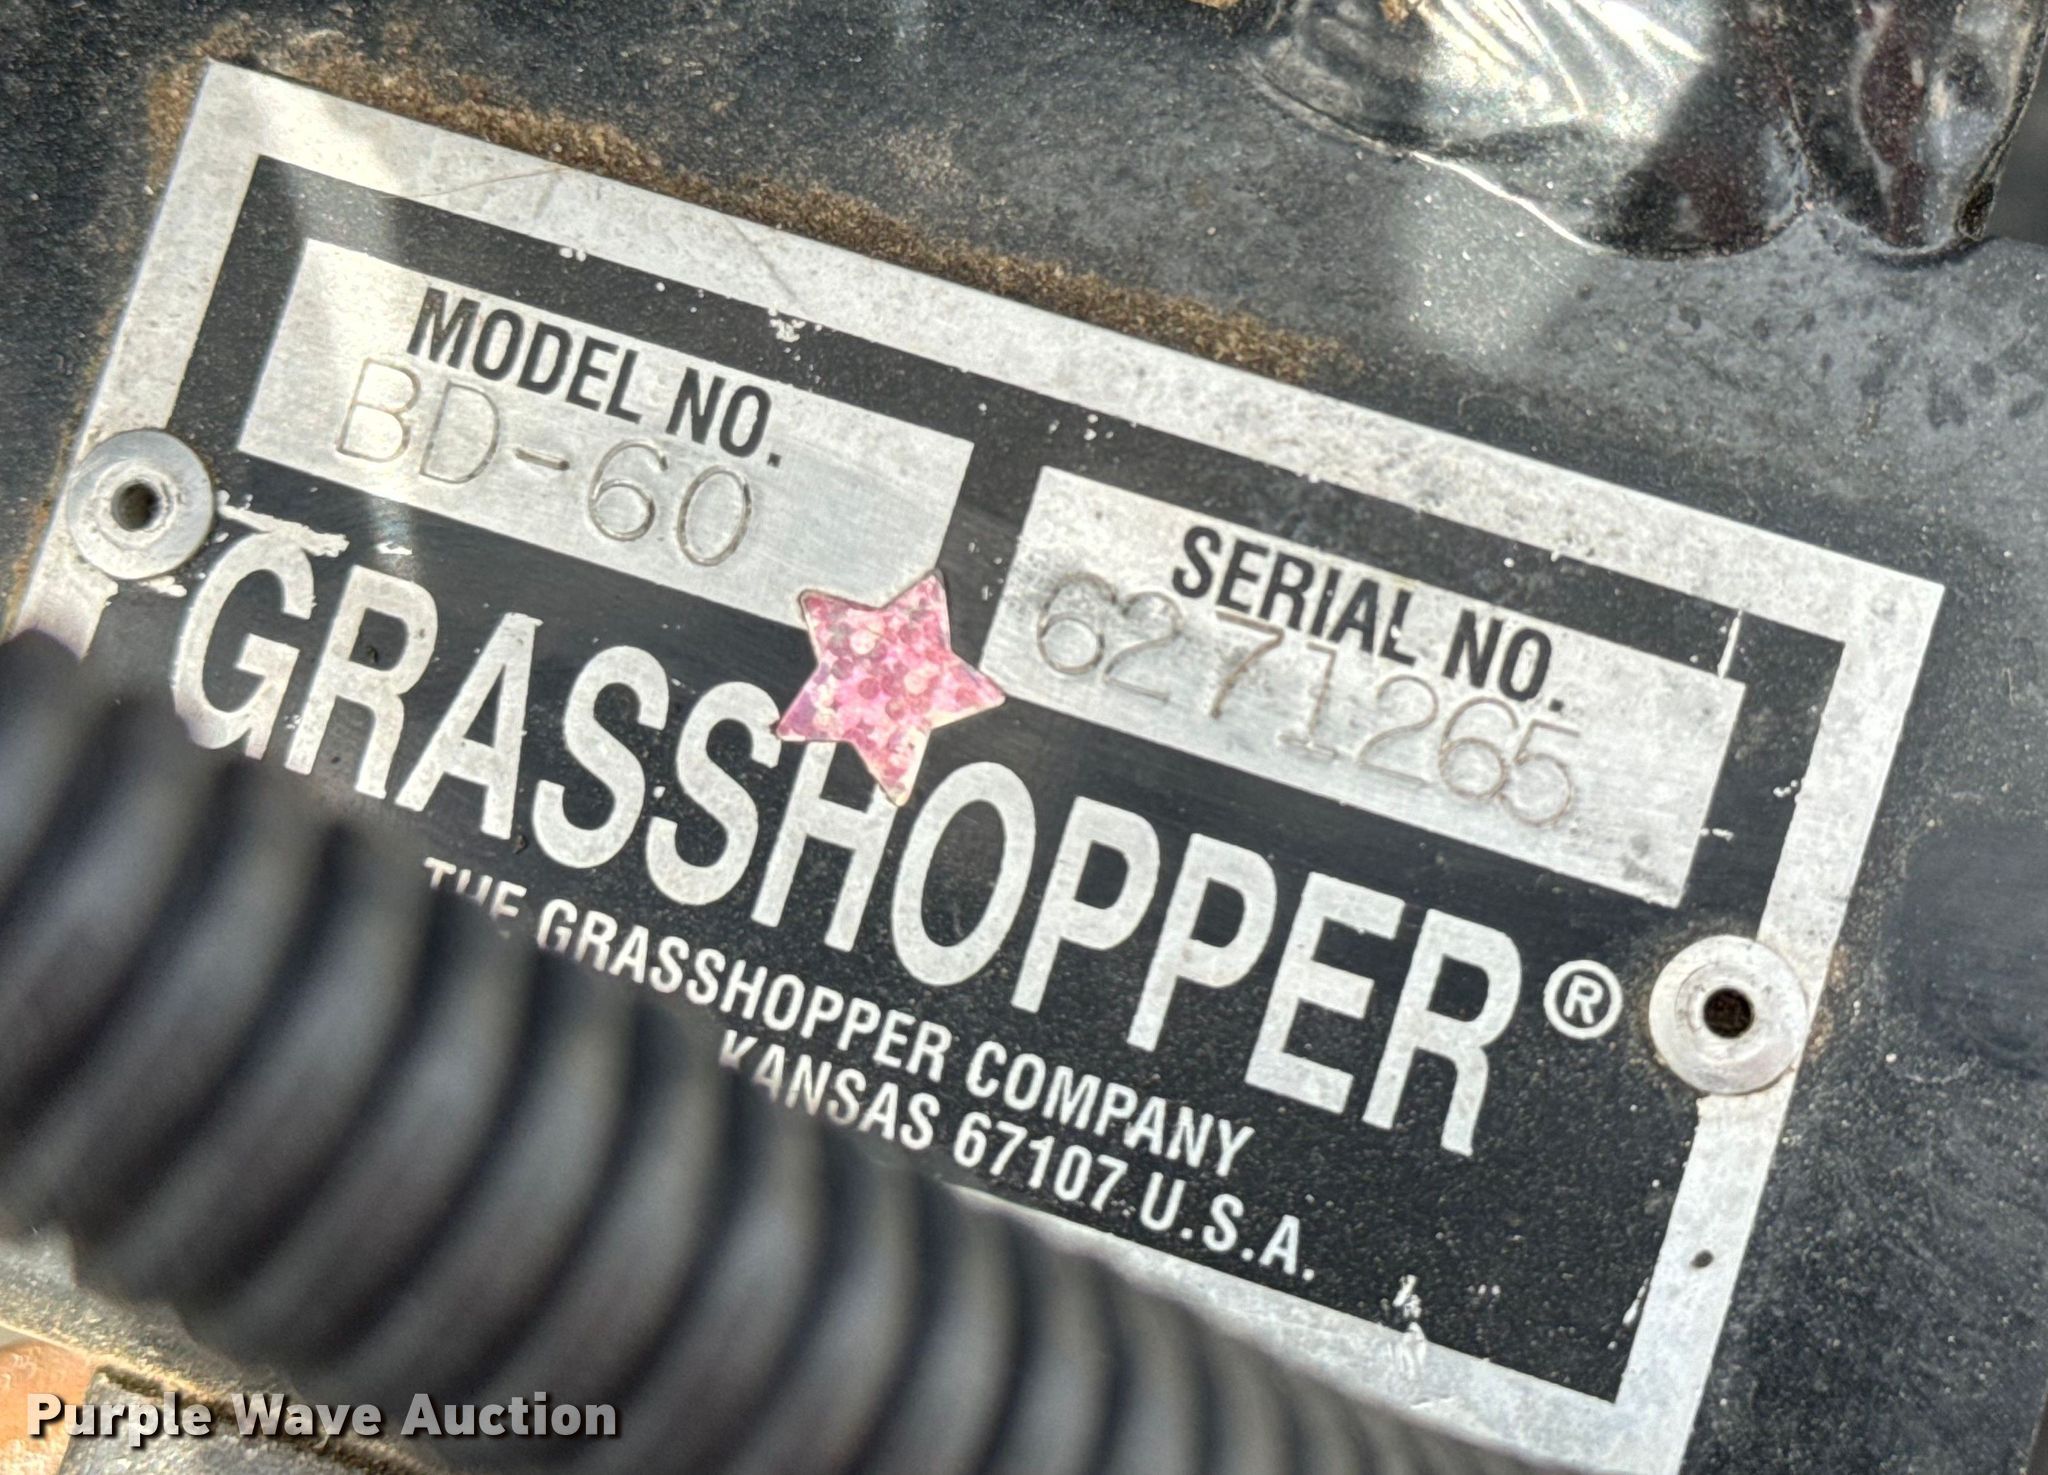 MODEL NO.
BD-60
SERIAL NO.
6271265
GRASSHOPPER®
THE GRASSHOPPER COMPANY
KANSAS 67107 U.S.A.
Purple Wave Auction